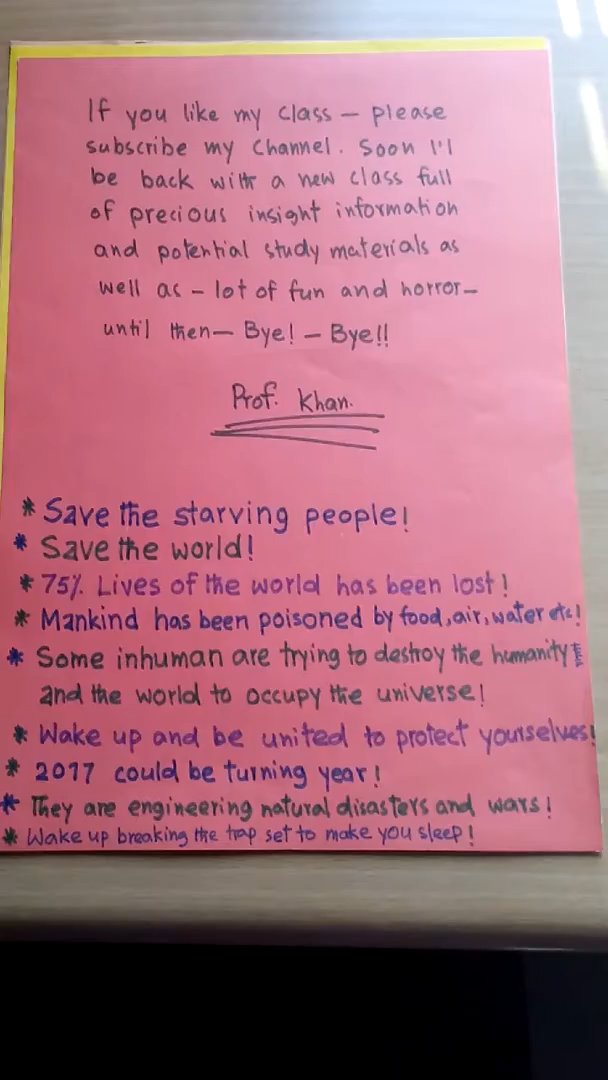 If you like my class – please
subscribe my channel. Soon I'l
be back with a new class full
of precious insight information
and potential study materials as
well as – lot of fun and horror–
until then– Bye! – Bye!!
Prof. Khan.
* Save the starving people!
* Save the world!
* 75% Lives of the world has been lost!
* Mankind has been poisoned by food, air, water etc!
* Some inhuman are trying to destroy the humanity
and the world to occupy the universe!
* Wake up and be united to protect yourselves!
* 2017 could be turning year!
* They are engineering natural disasters and wars!
* Wake up breaking the trap set to make you sleep!